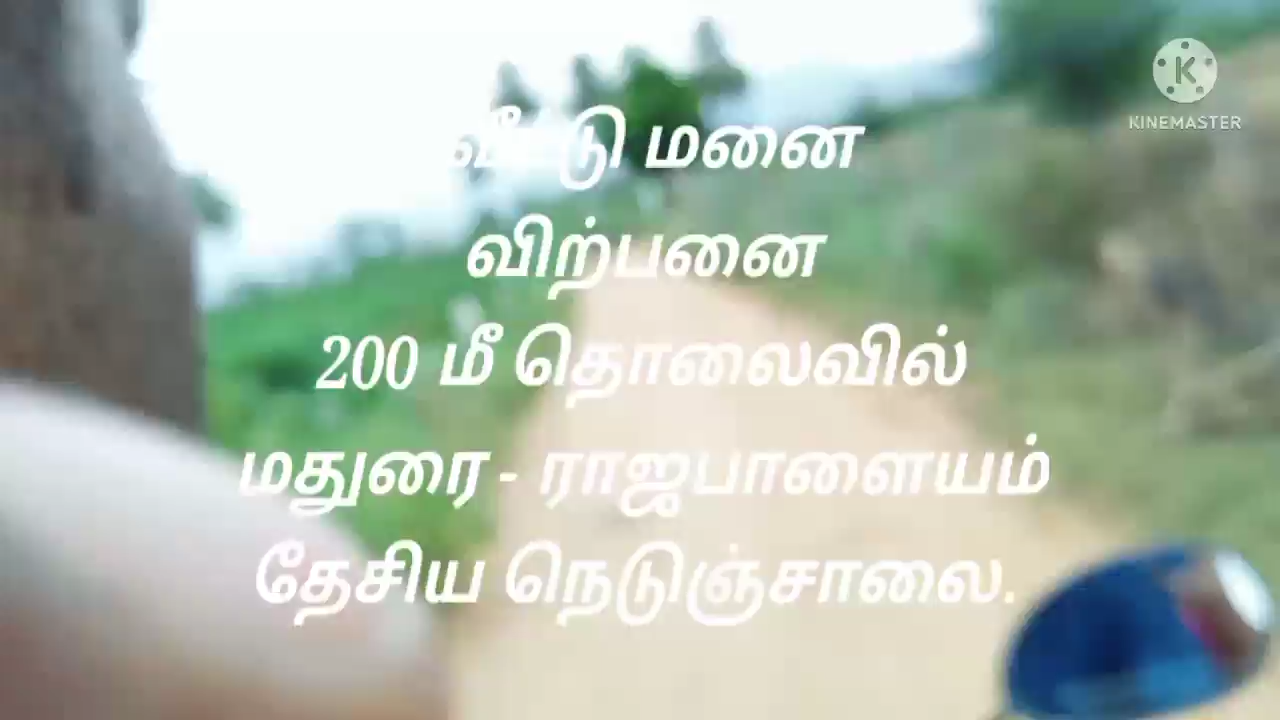 வீட்டு மனை
விற்பனை
200 மீ தொலைவில்
மதுரை - ராஜபாளையம்
தேசிய நெடுஞ்சாலை.
K
KINEMASTER